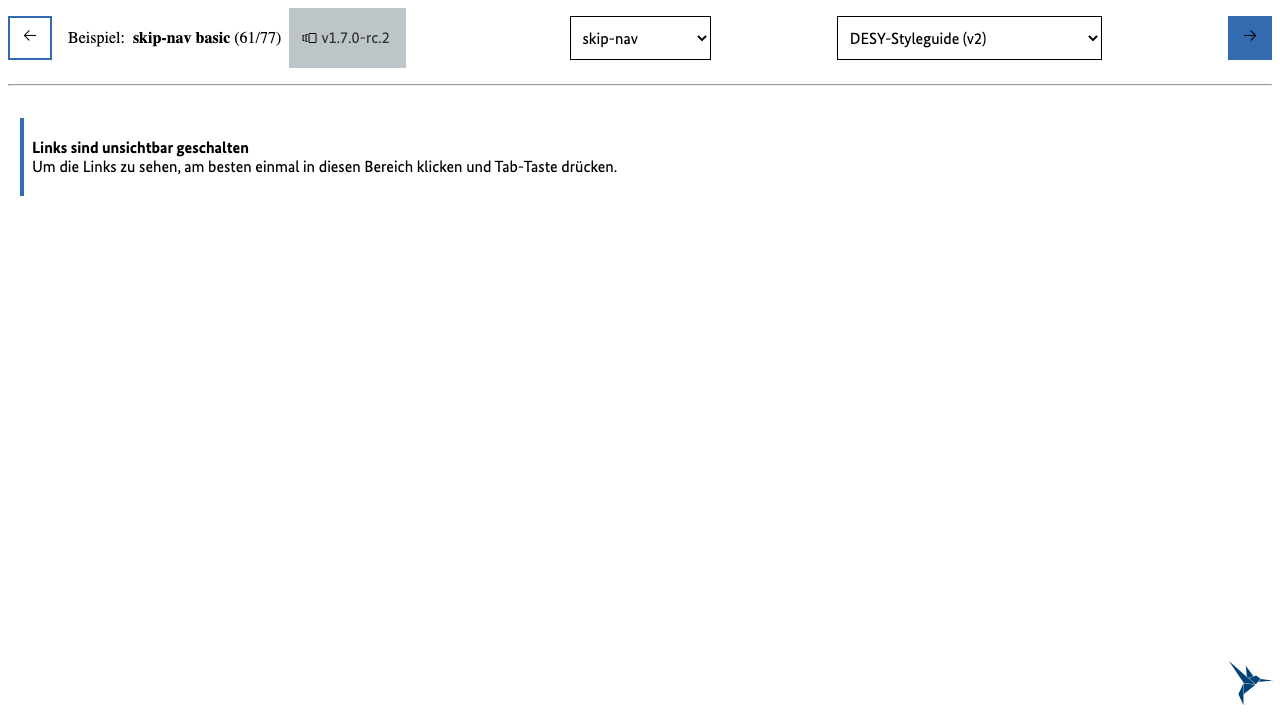 Beispiel: skip-nav basic (61/77)
v1.7.0-rc.2
skip-nav
DESY-Styleguide (v2)
Links sind unsichtbar geschalten
Um die Links zu sehen, am besten einmal in diesen Bereich klicken und Tab-Taste drücken.